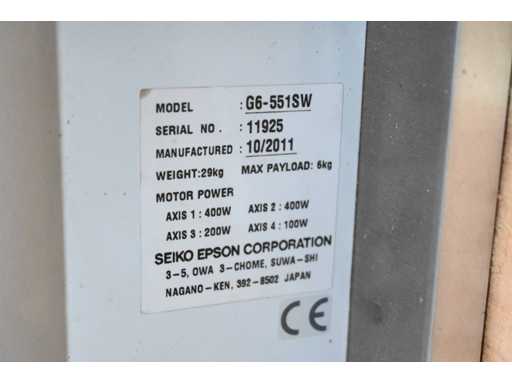 MODEL : G6-551SW
SERIAL NO. : 11925
MANUFACTURED : 10/2011
WEIGHT:29kg MAX PAYLOAD: 6kg
MOTOR POWER
AXIS 1 : 400W AXIS 2 : 400W
AXIS 3 : 200W AXIS 4 : 100W
SEIKO EPSON CORPORATION
3-5, OWA 3-CHOME, SUWA-SHI
NAGANO-KEN, 392-8502 JAPAN
CE